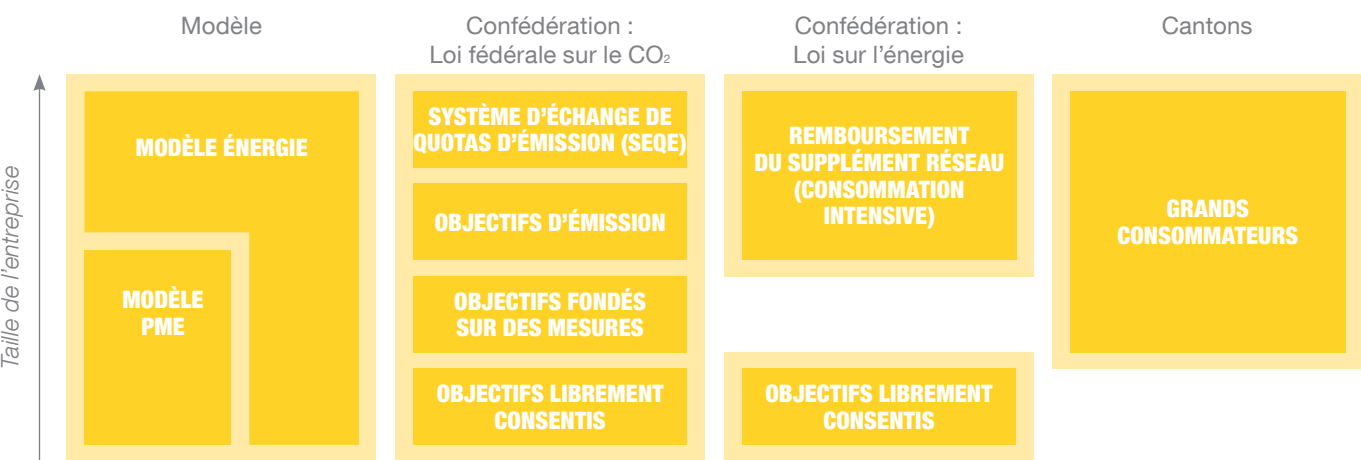 Modèle
Confédération :
Loi fédérale sur le CO₂
Confédération :
Loi sur l'énergie
Cantons
Taille de l'entreprise
MODÈLE ÉNERGIE
MODÈLE
PME
SYSTÈME D'ÉCHANGE DE
QUOTAS D'ÉMISSION (SEQE)
OBJECTIFS D'ÉMISSION
OBJECTIFS FONDÉS
SUR DES MESURES
OBJECTIFS LIBREMENT
CONSENTIS
REMBOURSEMENT
DU SUPPLÉMENT RÉSEAU
(CONSOMMATION
INTENSIVE)
OBJECTIFS LIBREMENT
CONSENTIS
GRANDS
CONSOMMATEURS